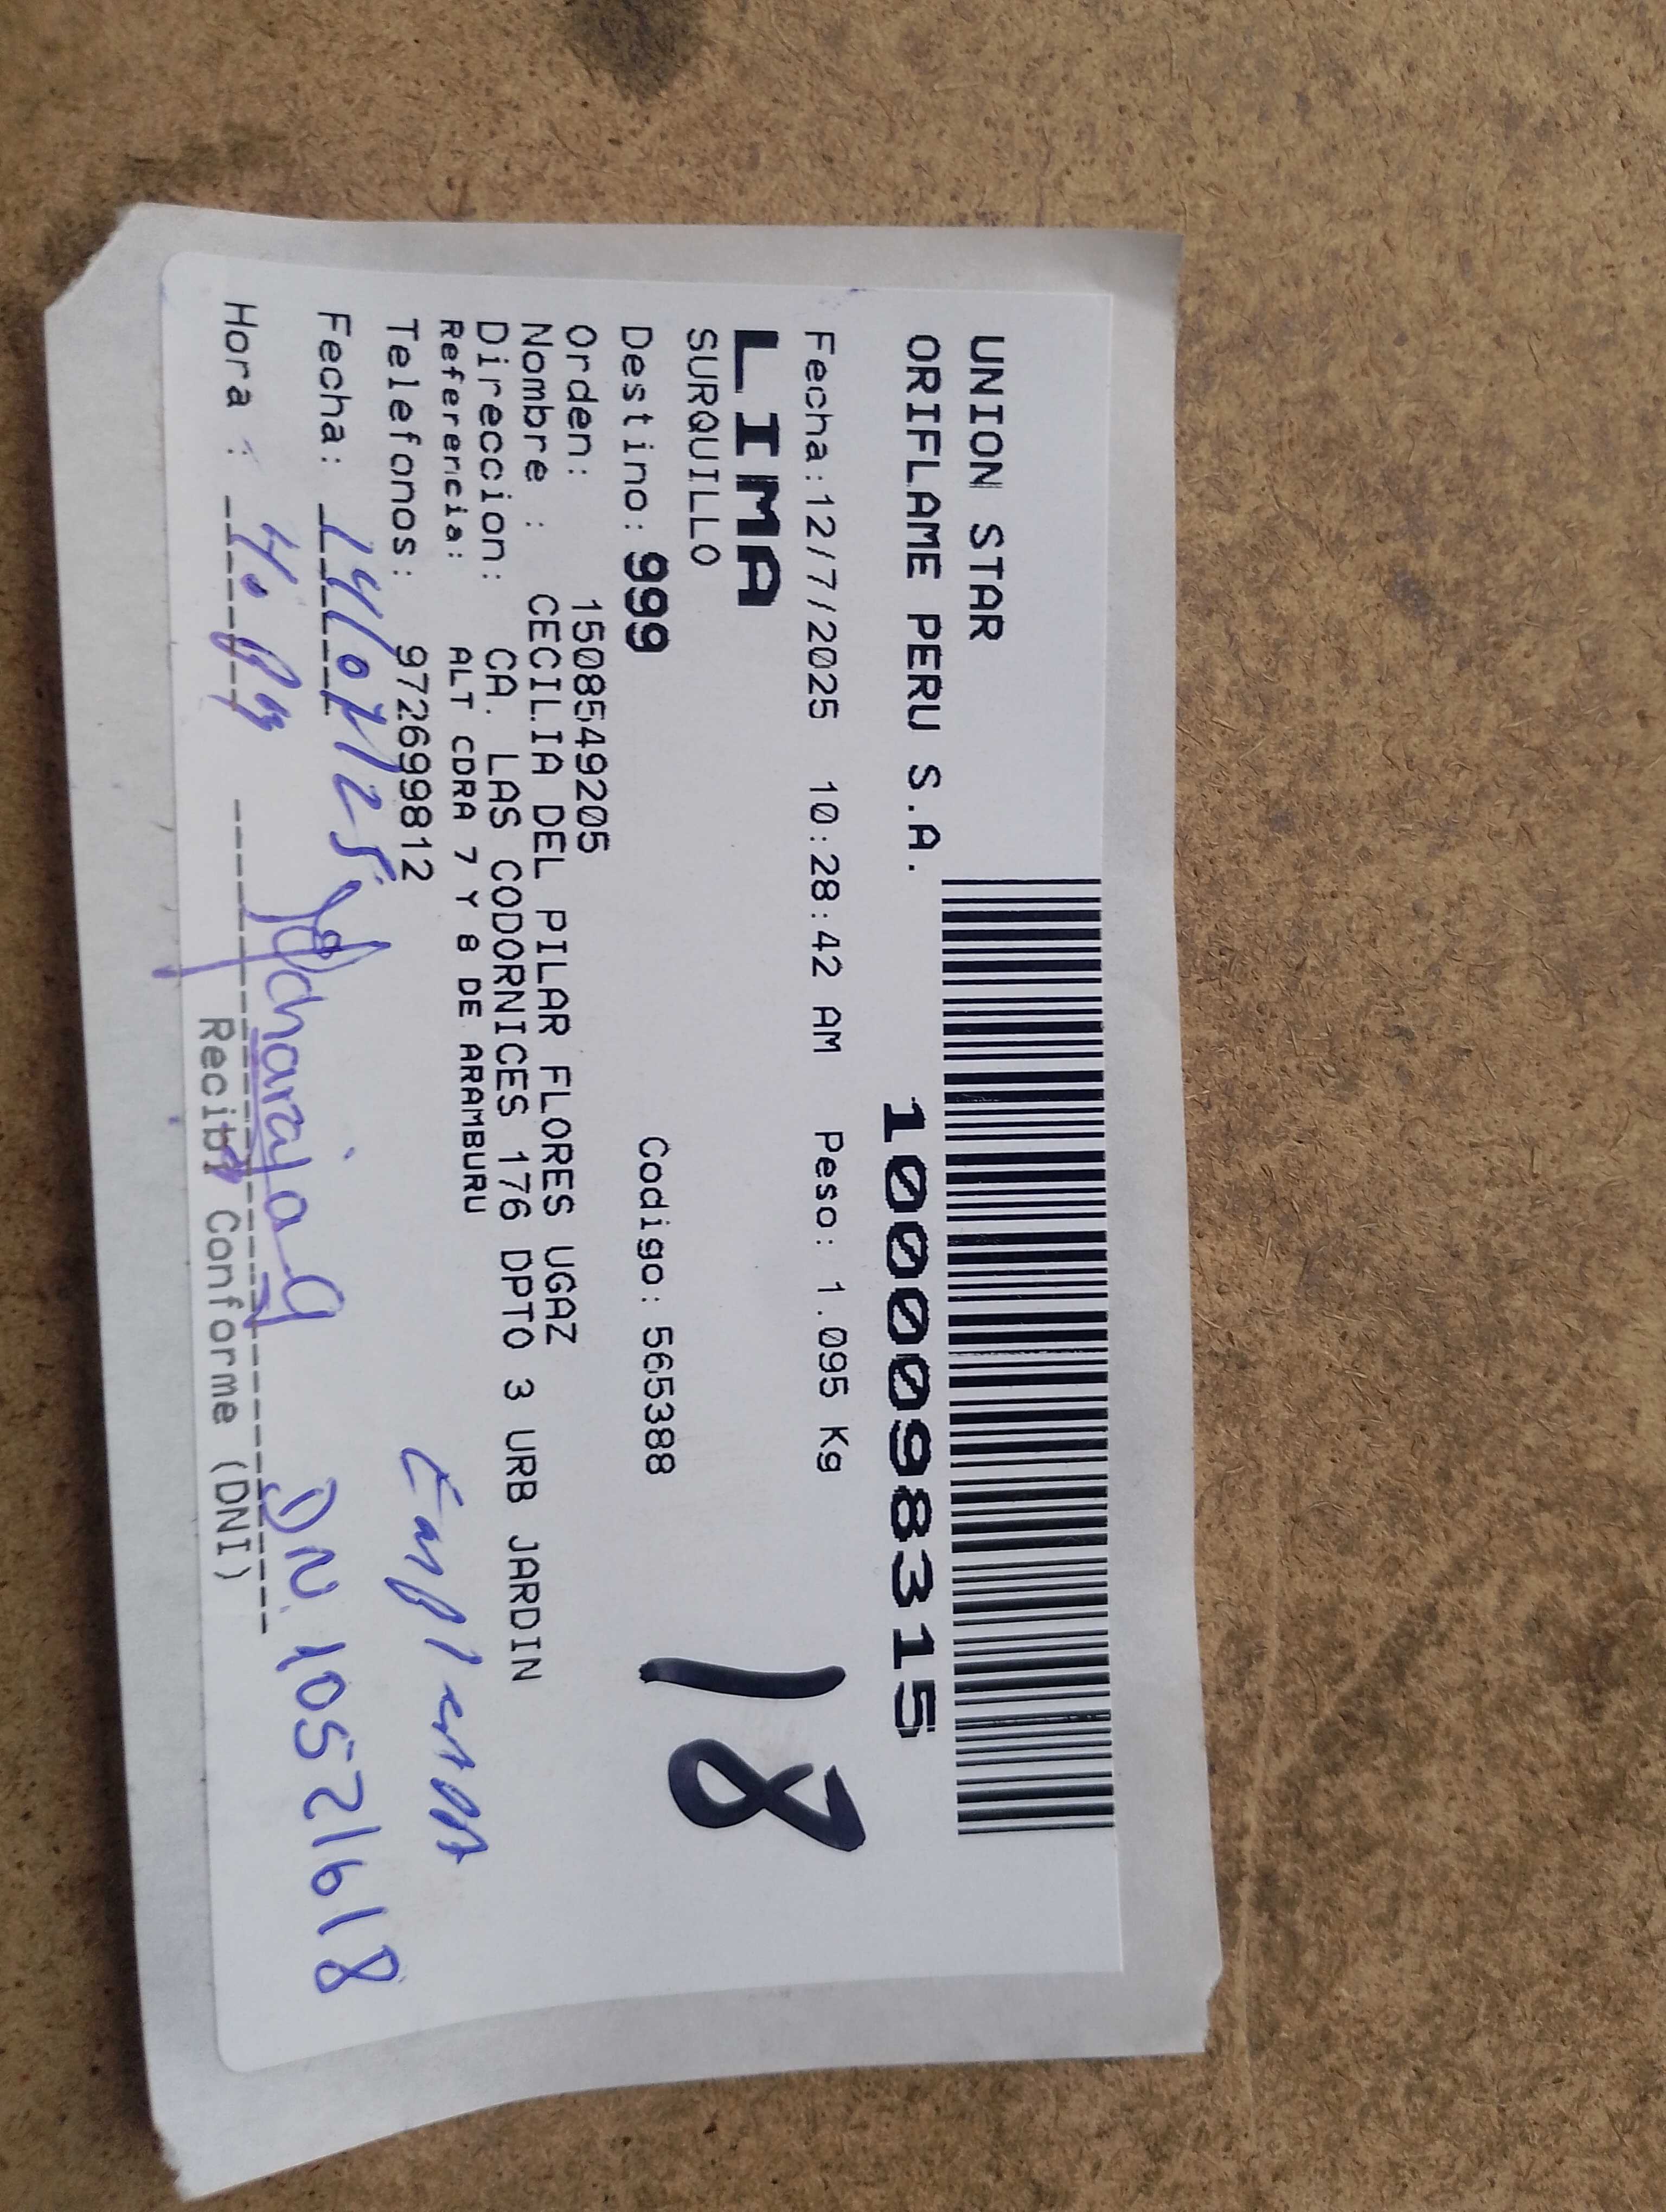 UNION STAR
ORIFLAME PERU S.A.
1000098315
Fecha:12/7/2025 10:28:42 AM Peso: 1.095 Kg
LIMA
SURQUILLO
18
Destino: 999 Codigo: 565388
Orden: 1508549205
Nombre : CECILIA DEL PILAR FLORES UGAZ
Direccion: CA. LAS CODORNICES 176 DPTO 3 URB JARDIN
Referencia: ALT CDRA 7 Y 8 DE ARAMBURU
Telefonos: 972699812
Fecha: 14/07/25
Hora : DN 10521618
Recibi Conforme (DNI)